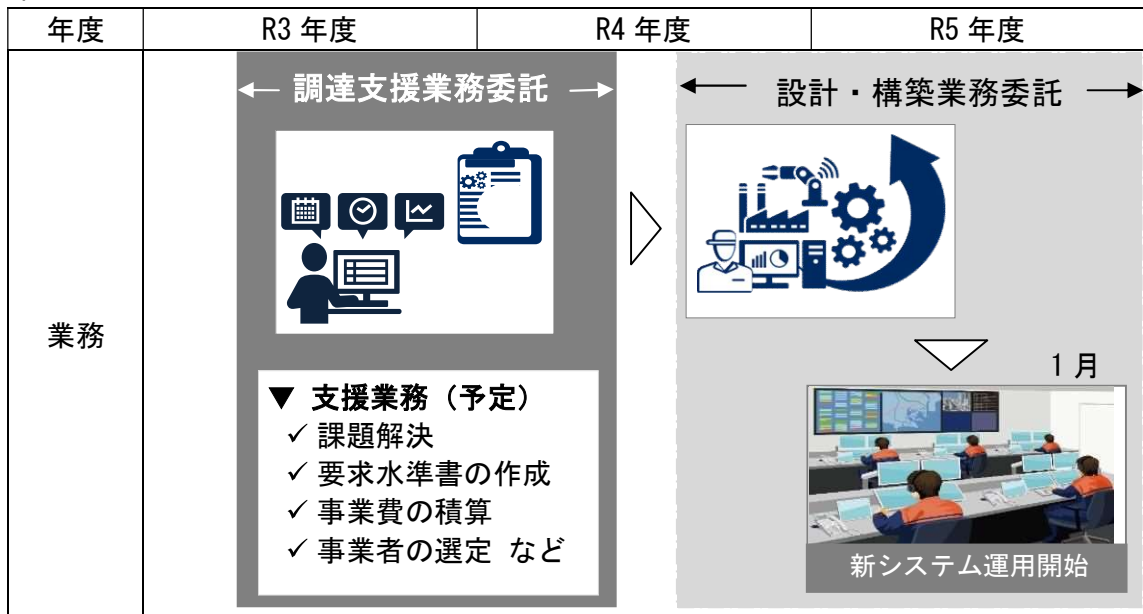 年度 R3 年度 R4 年度 R5 年度
業務
← 調達支援業務委託 →
← 設計・構築業務委託 →
▼ 支援業務（予定）
✓ 課題解決
✓ 要求水準書の作成
✓ 事業費の積算
✓ 事業者の選定 など
1 月
新システム運用開始